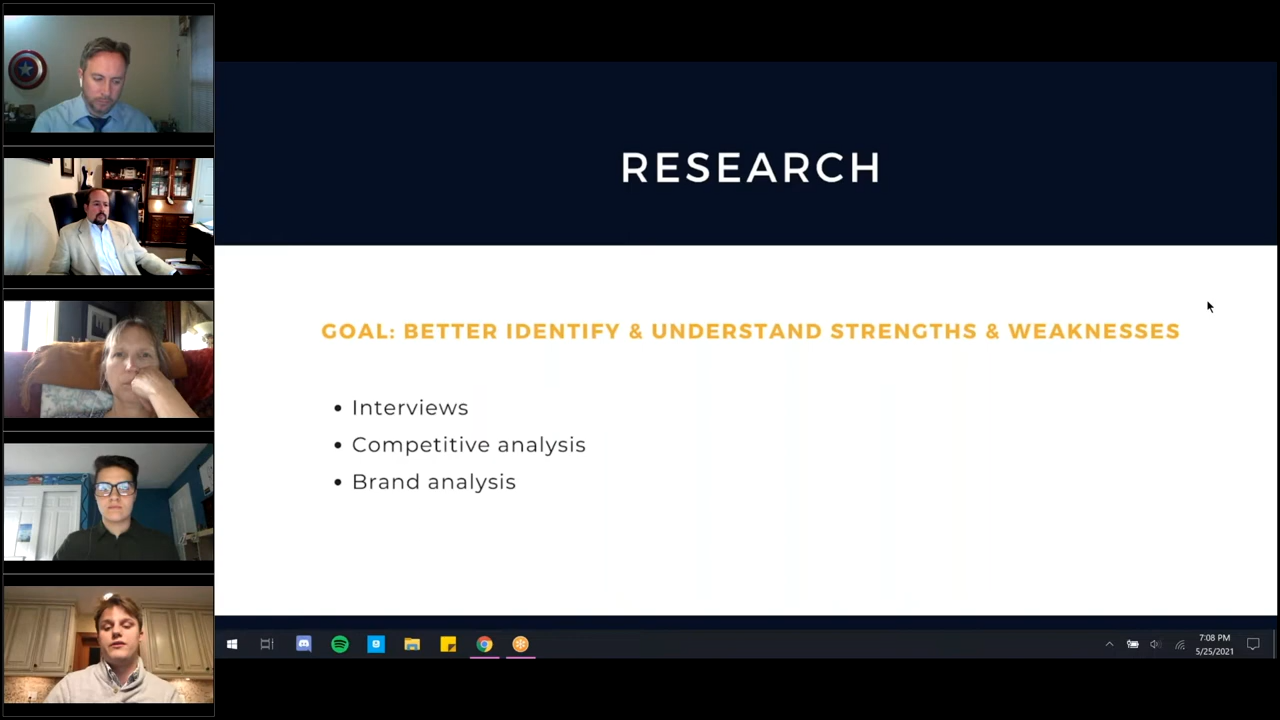 RESEARCH
GOAL: BETTER IDENTIFY & UNDERSTAND STRENGTHS & WEAKNESSES
• Interviews
• Competitive analysis
• Brand analysis
7:08 PM
5/25/2021